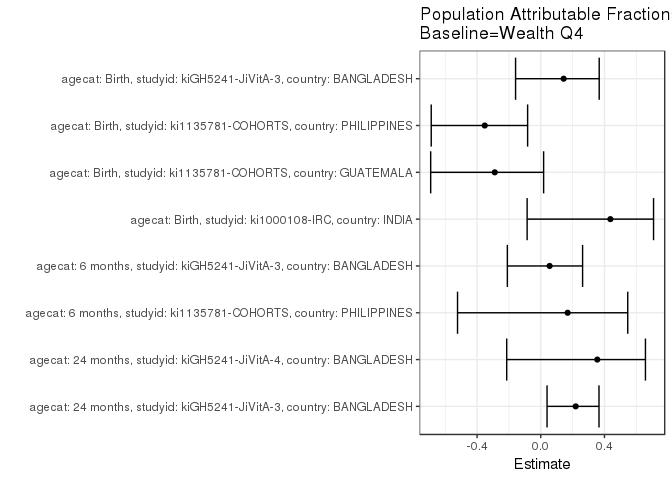 Population Attributable Fraction
Baseline=Wealth Q4
agecat: Birth, studyid: kiGH5241-JiVitA-3, country: BANGLADESH
agecat: Birth, studyid: ki1135781-COHORTS, country: PHILIPPINES
agecat: Birth, studyid: ki1135781-COHORTS, country: GUATEMALA
agecat: Birth, studyid: ki1000108-IRC, country: INDIA
agecat: 6 months, studyid: kiGH5241-JiVitA-3, country: BANGLADESH
agecat: 6 months, studyid: ki1135781-COHORTS, country: PHILIPPINES
agecat: 24 months, studyid: kiGH5241-JiVitA-4, country: BANGLADESH
agecat: 24 months, studyid: kiGH5241-JiVitA-3, country: BANGLADESH
-0.4 0.0 0.4
Estimate